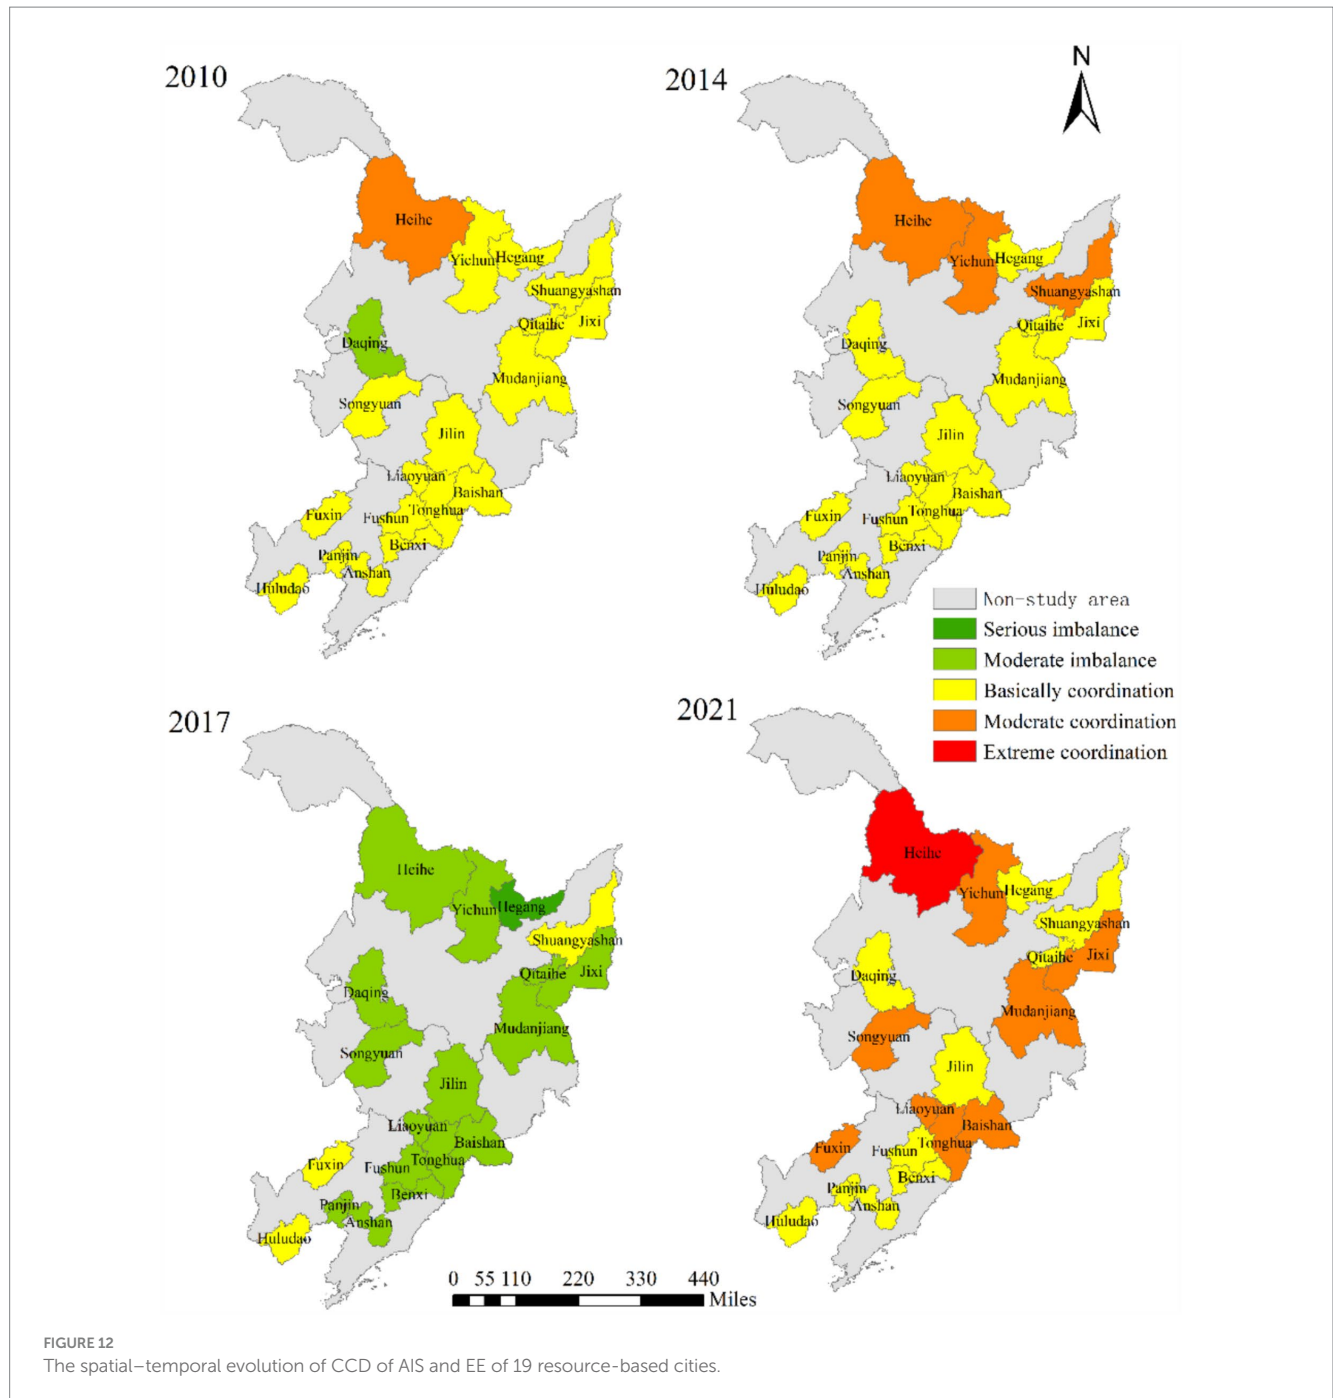 2010
2014
N
Heihe
Yichun
Hegang
Shuangyashan
Qitaihe
Jixi
Daqing
Mudanjiang
Songyuan
Jilin
Liaoyuan
Baishan
Fuxin
Fushun
Tonghua
Benxi
Panjin
Anshan
Huludao
Heihe
Yichun
Hegang
Shuangyashan
Qitaihe
Jixi
Daqing
Mudanjiang
Songyuan
Jilin
Liaoyuan
Baishan
Fuxin
Fushun
Tonghua
Benxi
Panjin
Anshan
Huludao
Non-study area
Serious imbalance
Moderate imbalance
Basically coordination
Moderate coordination
Extreme coordination
2017
2021
Heihe
Yichun
Hegang
Shuangyashan
Qitaihe
Jixi
Daqing
Mudanjiang
Songyuan
Jilin
Liaoyuan
Baishan
Fuxin
Fushun
Tonghua
Benxi
Panjin
Anshan
Huludao
Heihe
Yichun
Hegang
Shuangyashan
Qitaihe
Jixi
Daqing
Mudanjiang
Songyuan
Jilin
Liaoyuan
Baishan
Fuxin
Fushun
Tonghua
Benxi
Panjin
Anshan
Huludao
0 55 110 220 330 440
Miles
FIGURE 12
The spatial–temporal evolution of CCD of AIS and EE of 19 resource-based cities.